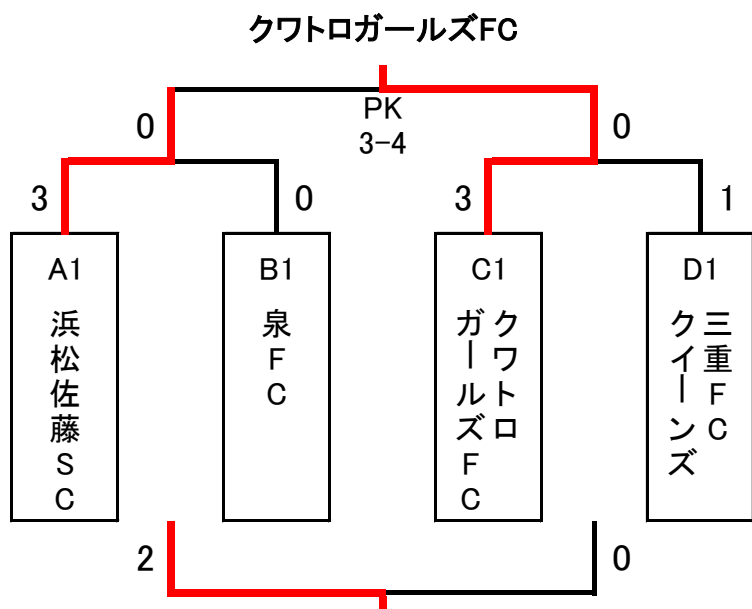 クワトロガールズFC
0
PK
3-4
0
3
0
3
1
A1
B1
C1
D1
浜松佐藤SC
泉FC
クワトロ
ガールズFC
三重FC
クイーンズ
2
0